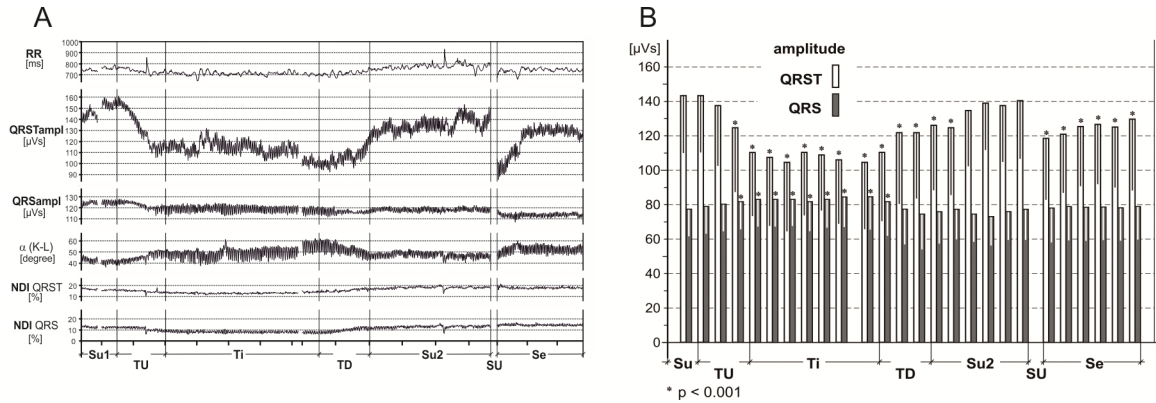 A
RR
[ms]
1000
900
800
700
QRSTampl
[µVs]
160
150
140
130
120
110
100
90
QRSampl
[µVs]
130
120
110
α (K-L)
[degree]
60
50
40
NDI QRST
[%]
20
10
NDI QRS
[%]
20
10
0
Su1
TU
Ti
TD
Su2
SU
Se
B
[µVs]
amplitude
QRST
QRS
160
140
120
100
80
60
40
20
0
Su
TU
Ti
TD
Su2
SU
Se
* p < 0.001